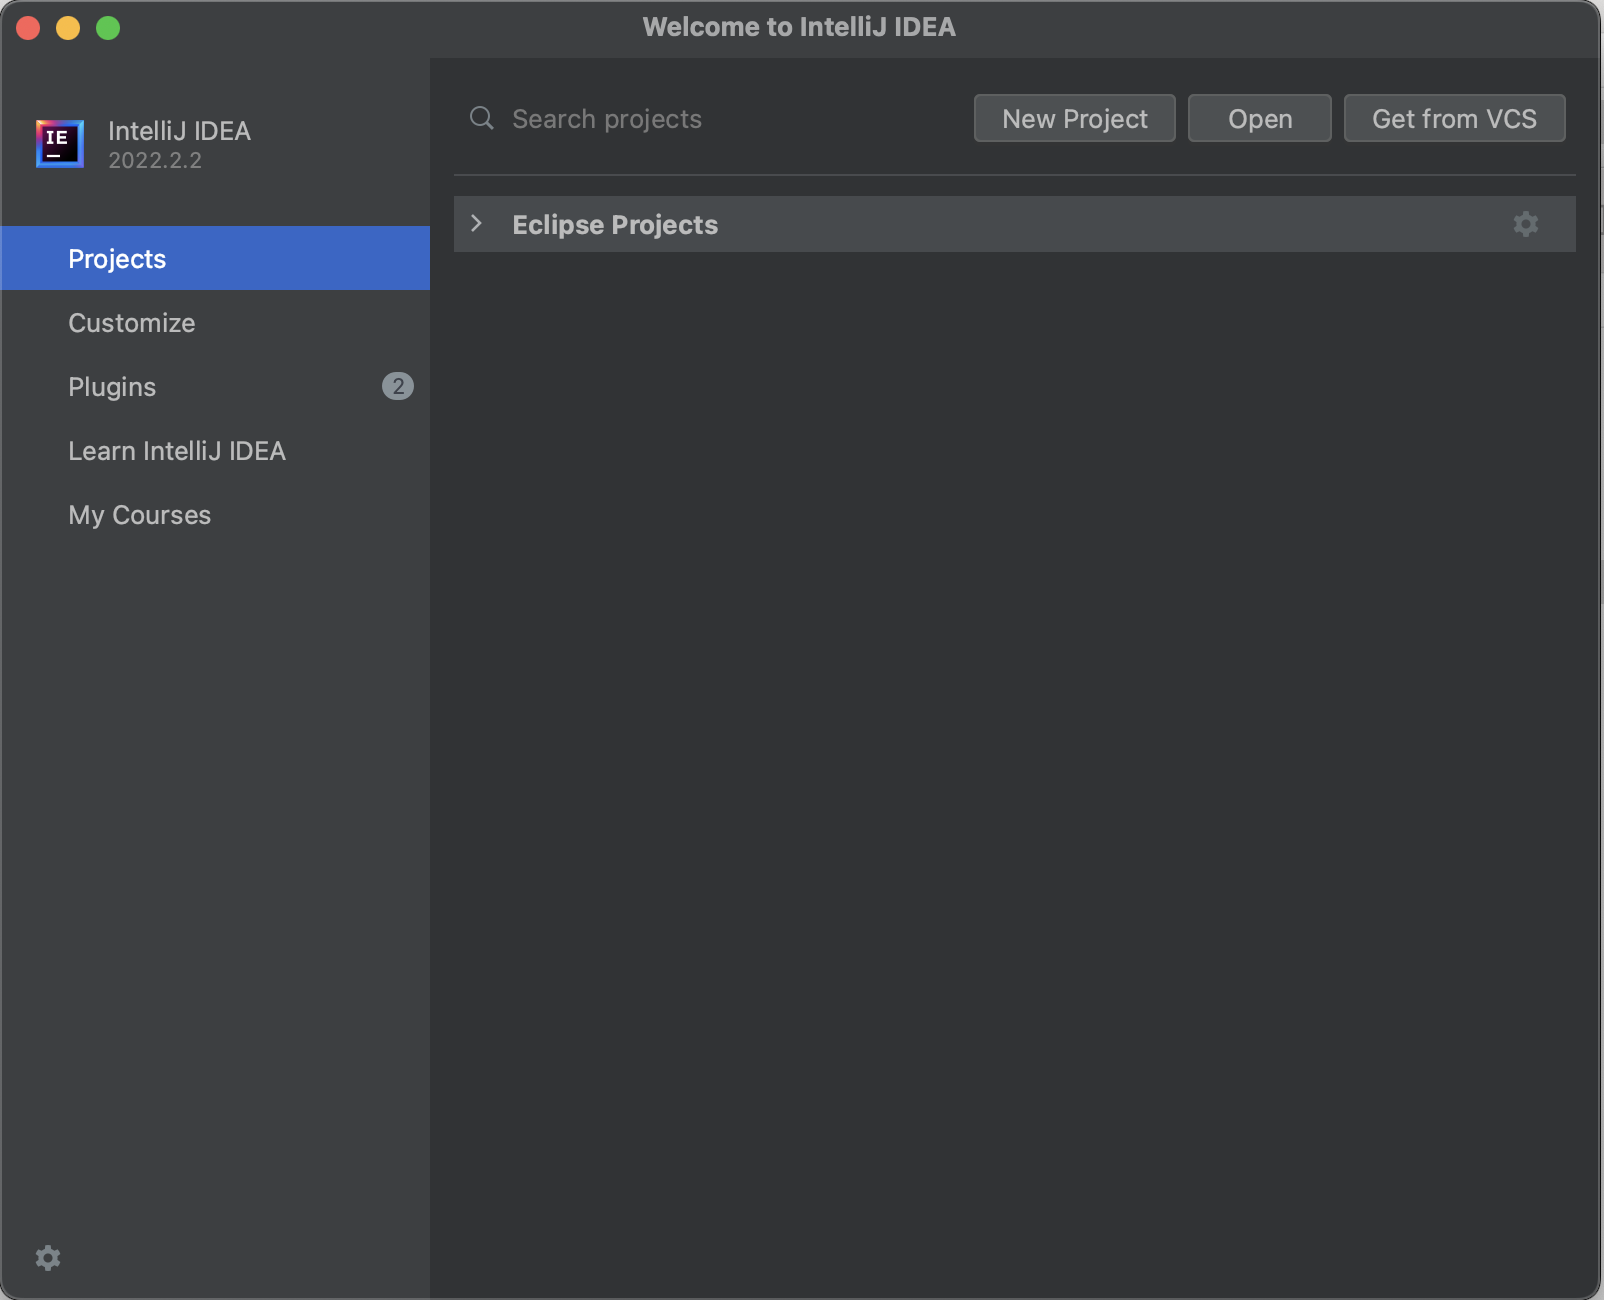 Welcome to IntelliJ IDEA
IE
IntelliJ IDEA
2022.2.2
Search projects
New Project
Open
Get from VCS
Eclipse Projects
Projects
Customize
Plugins
2
Learn IntelliJ IDEA
My Courses